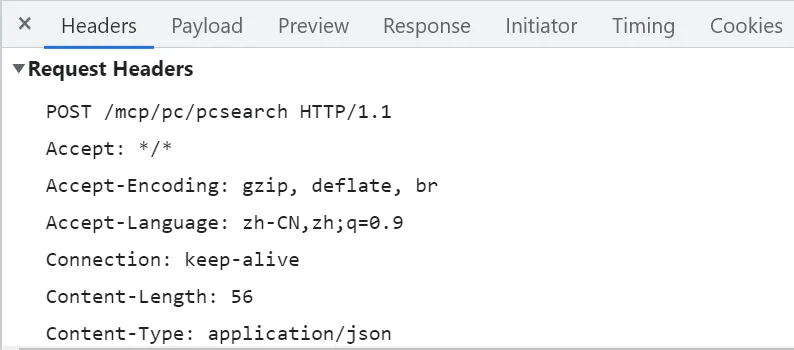 × Headers Payload Preview Response Initiator Timing Cookies
▼Request Headers
POST /mcp/pc/pcsearch HTTP/1.1
Accept: */*
Accept-Encoding: gzip, deflate, br
Accept-Language: zh-CN,zh;q=0.9
Connection: keep-alive
Content-Length: 56
Content-Type: application/json